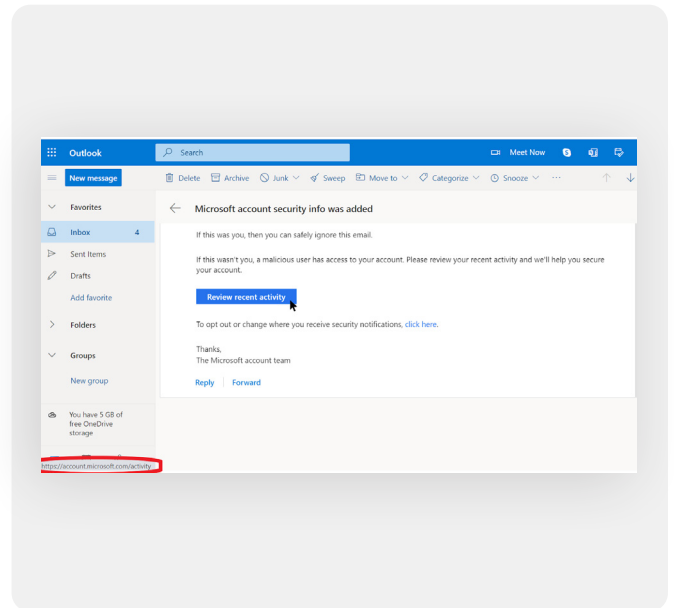 Outlook
Search
Meet Now
New message
Delete Archive Junk Sweep Move to Categorize Snooze ...
Favorites
Inbox 4
Sent Items
Drafts
Add favorite
Folders
Groups
New group
You have 5 GB of
free OneDrive
storage
https://account.microsoft.com/activity
Microsoft account security info was added
If this was you, then you can safely ignore this email.
If this wasn't you, a malicious user has access to your account. Please review your recent activity and we'll help you secure
your account.
Review recent activity
To opt out or change where you receive security notifications, click here.
Thanks,
The Microsoft account team
Reply Forward